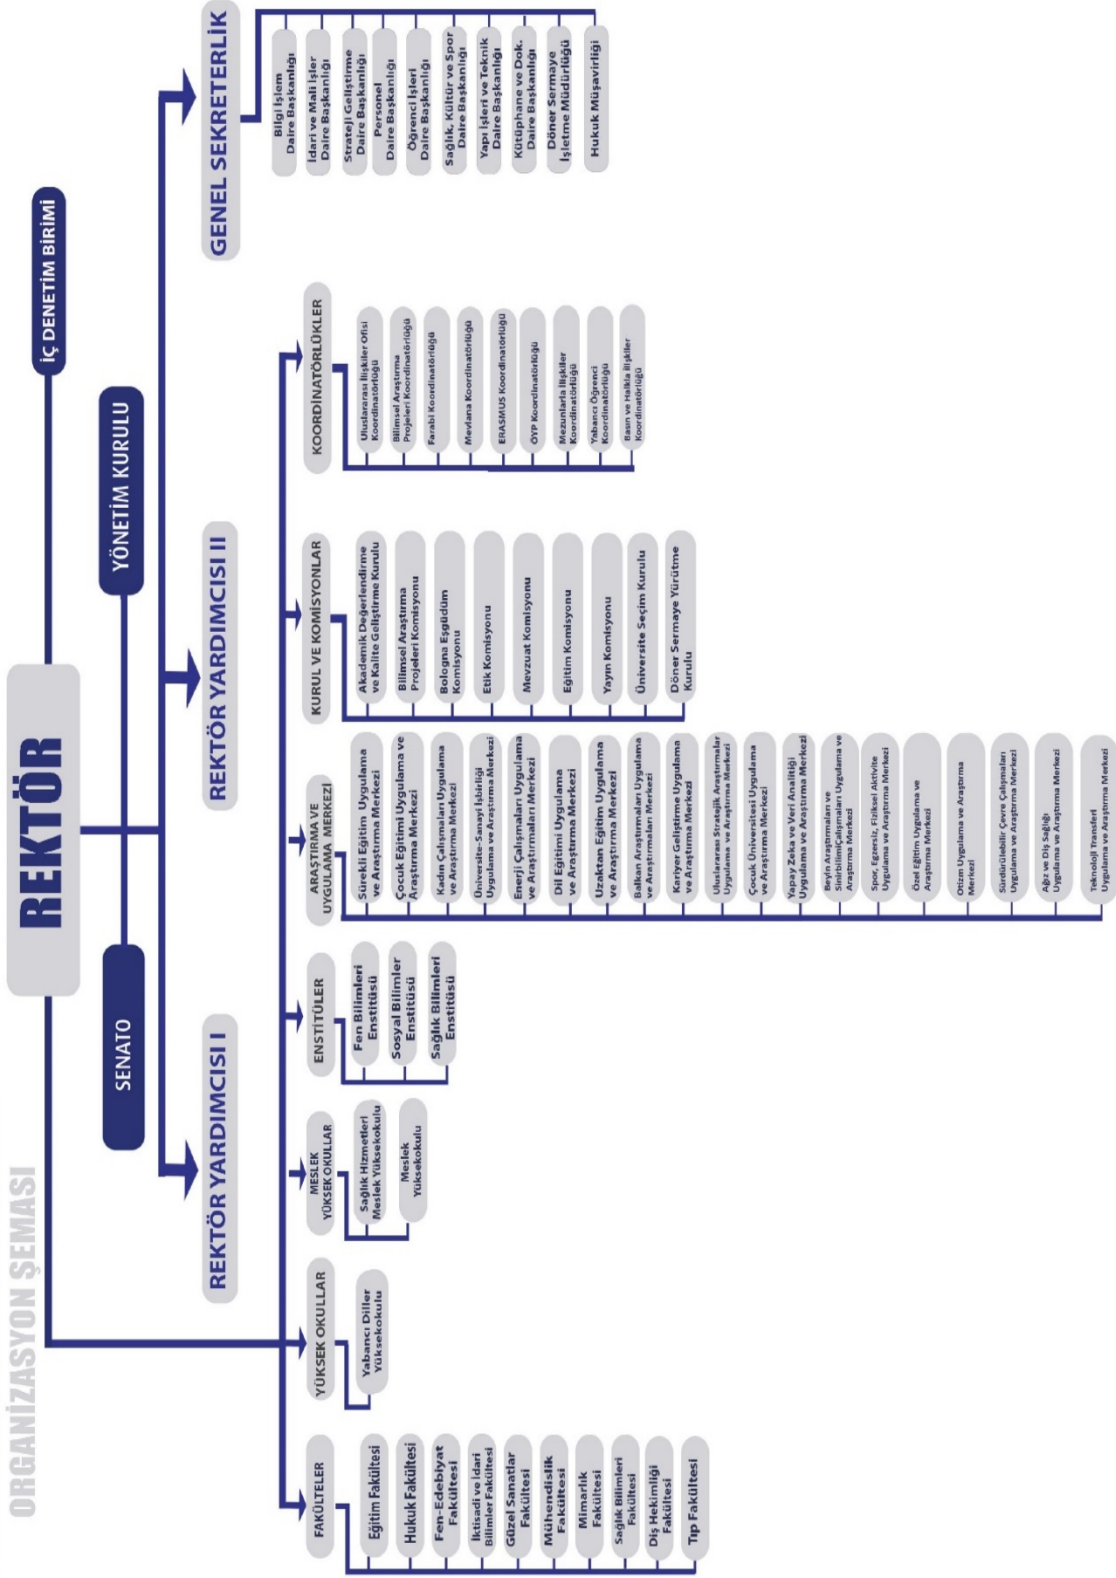 ORGANİZASYON ŞEMASI
REKTÖR
İÇ DENETİM BİRİMİ
SENATO
YÖNETİM KURULU
REKTÖR YARDIMCISI I
REKTÖR YARDIMCISI II
GENEL SEKRETERLİK
FAKÜLTELER
Eğitim Fakültesi
Hukuk Fakültesi
Fen-Edebiyat
Fakültesi
İktisadi ve İdari
Bilimler Fakültesi
Güzel Sanatlar
Fakültesi
Mühendislik
Fakültesi
Mimarlık
Fakültesi
Sağlık Bilimleri
Fakültesi
Diş Hekimliği
Fakültesi
Tıp Fakültesi
YÜKSEK OKULLAR
Yabancı Diller
Yüksekokulu
MESLEK
YÜKSEK OKULLAR
Sağlık Hizmetleri
Meslek Yüksekokulu
Meslek
Yüksekokulu
ENSTİTÜLER
Fen Bilimleri
Enstitüsü
Sosyal Bilimler
Enstitüsü
Sağlık Bilimleri
Enstitüsü
ARAŞTIRMA VE
UYGULAMA MERKEZİ
Sürekli Eğitim Uygulama
ve Araştırma Merkezi
Çocuk Eğitimi Uygulama ve
Araştırma Merkezi
Kadın Çalışmaları Uygulama
ve Araştırma Merkezi
Üniversite-Sanayi İşbirliği
Uygulama ve Araştırma Merkezi
Enerji Çalışmaları Uygulama
ve Araştırmaları Merkezi
Dil Eğitimi Uygulama
ve Araştırma Merkezi
Uzaktan Eğitim Uygulama
ve Araştırma Merkezi
Balkan Araştırmaları Uygulama
ve Araştırmaları Merkezi
Kariyer Geliştirme Uygulama
ve Araştırma Merkezi
Uluslararası Stratejik Araştırmalar
Uygulama ve Araştırma Merkezi
Çocuk Üniversitesi Uygulama
ve Araştırma Merkezi
Yapay Zeka ve Veri Analitiği
Uygulama ve Araştırma Merkezi
Beyin Araştırmaları ve
SinirbilimiÇalışmaları Uygulama ve
Araştırma Merkezi
Spor, Egzersiz, Fiziksel Aktivite
Uygulama ve Araştırma Merkezi
Özel Eğitim Uygulama ve
Araştırma Merkezi
Otizm Uygulama ve Araştırma
Merkezi
Sürdürülebilir Çevre Çalışmaları
Uygulama ve Araştırma Merkezi
Ağız ve Diş Sağlığı
Uygulama ve Araştırma Merkezi
Teknoloji Transferi
Uygulama ve Araştırma Merkezi
KURUL VE KOMİSYONLAR
Akademik Değerlendirme
ve Kalite Geliştirme Kurulu
Bilimsel Araştırma
Projeleri Komisyonu
Bologna Eşgüdüm
Komisyonu
Etik Komisyonu
Mevzuat Komisyonu
Eğitim Komisyonu
Yayın Komisyonu
Üniversite Seçim Kurulu
Döner Sermaye Yürütme
Kurulu
KOORDİNATÖRLÜKLER
Uluslararası İlişkiler Ofisi
Koordinatörlüğü
Bilimsel Araştırma
Projeleri Koordinatörlüğü
Farabi Koordinatörlüğü
Mevlana Koordinatörlüğü
ERASMUS Koordinatörlüğü
ÖYP Koordinatörlüğü
Mezunlarla İlişkiler
Koordinatörlüğü
Yabancı Öğrenci
Koordinatörlüğü
Basın ve Halkla İlişkiler
Koordinatörlüğü
Bilgi İşlem
Daire Başkanlığı
İdari ve Mali İşler
Daire Başkanlığı
Strateji Geliştirme
Daire Başkanlığı
Personel
Daire Başkanlığı
Öğrenci İşleri
Daire Başkanlığı
Sağlık, Kültür ve Spor
Daire Başkanlığı
Yapı İşleri ve Teknik
Daire Başkanlığı
Kütüphane ve Dok.
Daire Başkanlığı
Döner Sermaye
İşletme Müdürlüğü
Hukuk Müşavirliği